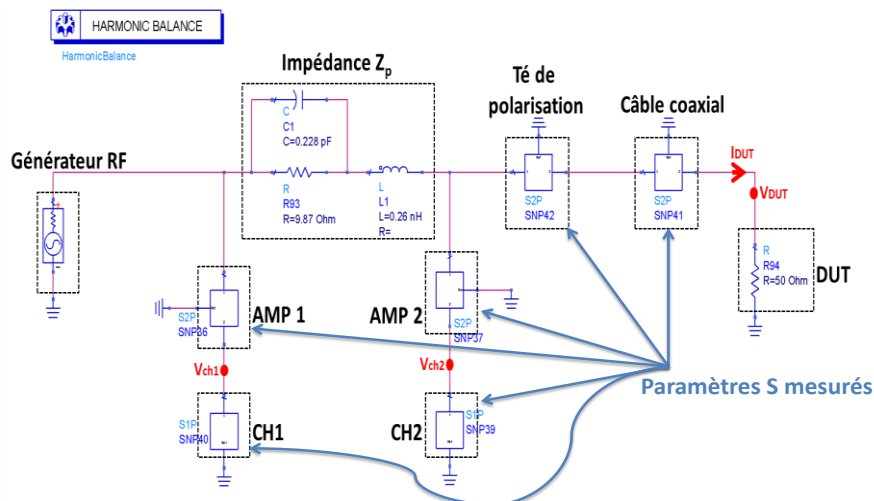 HARMONIC BALANCE
HarmonicBalance
Impédance Zp
C
C1
C=0.228 pF
R
R93
R=9.87 Ohm
L
L1
L=0.26 nH
R=
Té de
polarisation
S2P
SNP42
Câble coaxial
S2P
SNP41
IDUT
VDUT
R
R94
R=50 Ohm
DUT
Générateur RF
S2P
SNP36
AMP 1
AMP 2
S2P
SNP37
Vch1
Vch2
Paramètres S mesurés
S1P
SNP40
CH1
CH2
S1P
SNP39